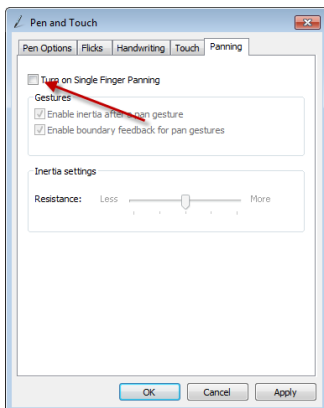 Pen and Touch
Pen Options Flicks Handwriting Touch Panning
Turn on Single Finger Panning
Gestures
Enable inertia after a pan gesture
Enable boundary feedback for pan gestures
Inertia settings
Resistance: Less More
OK Cancel Apply